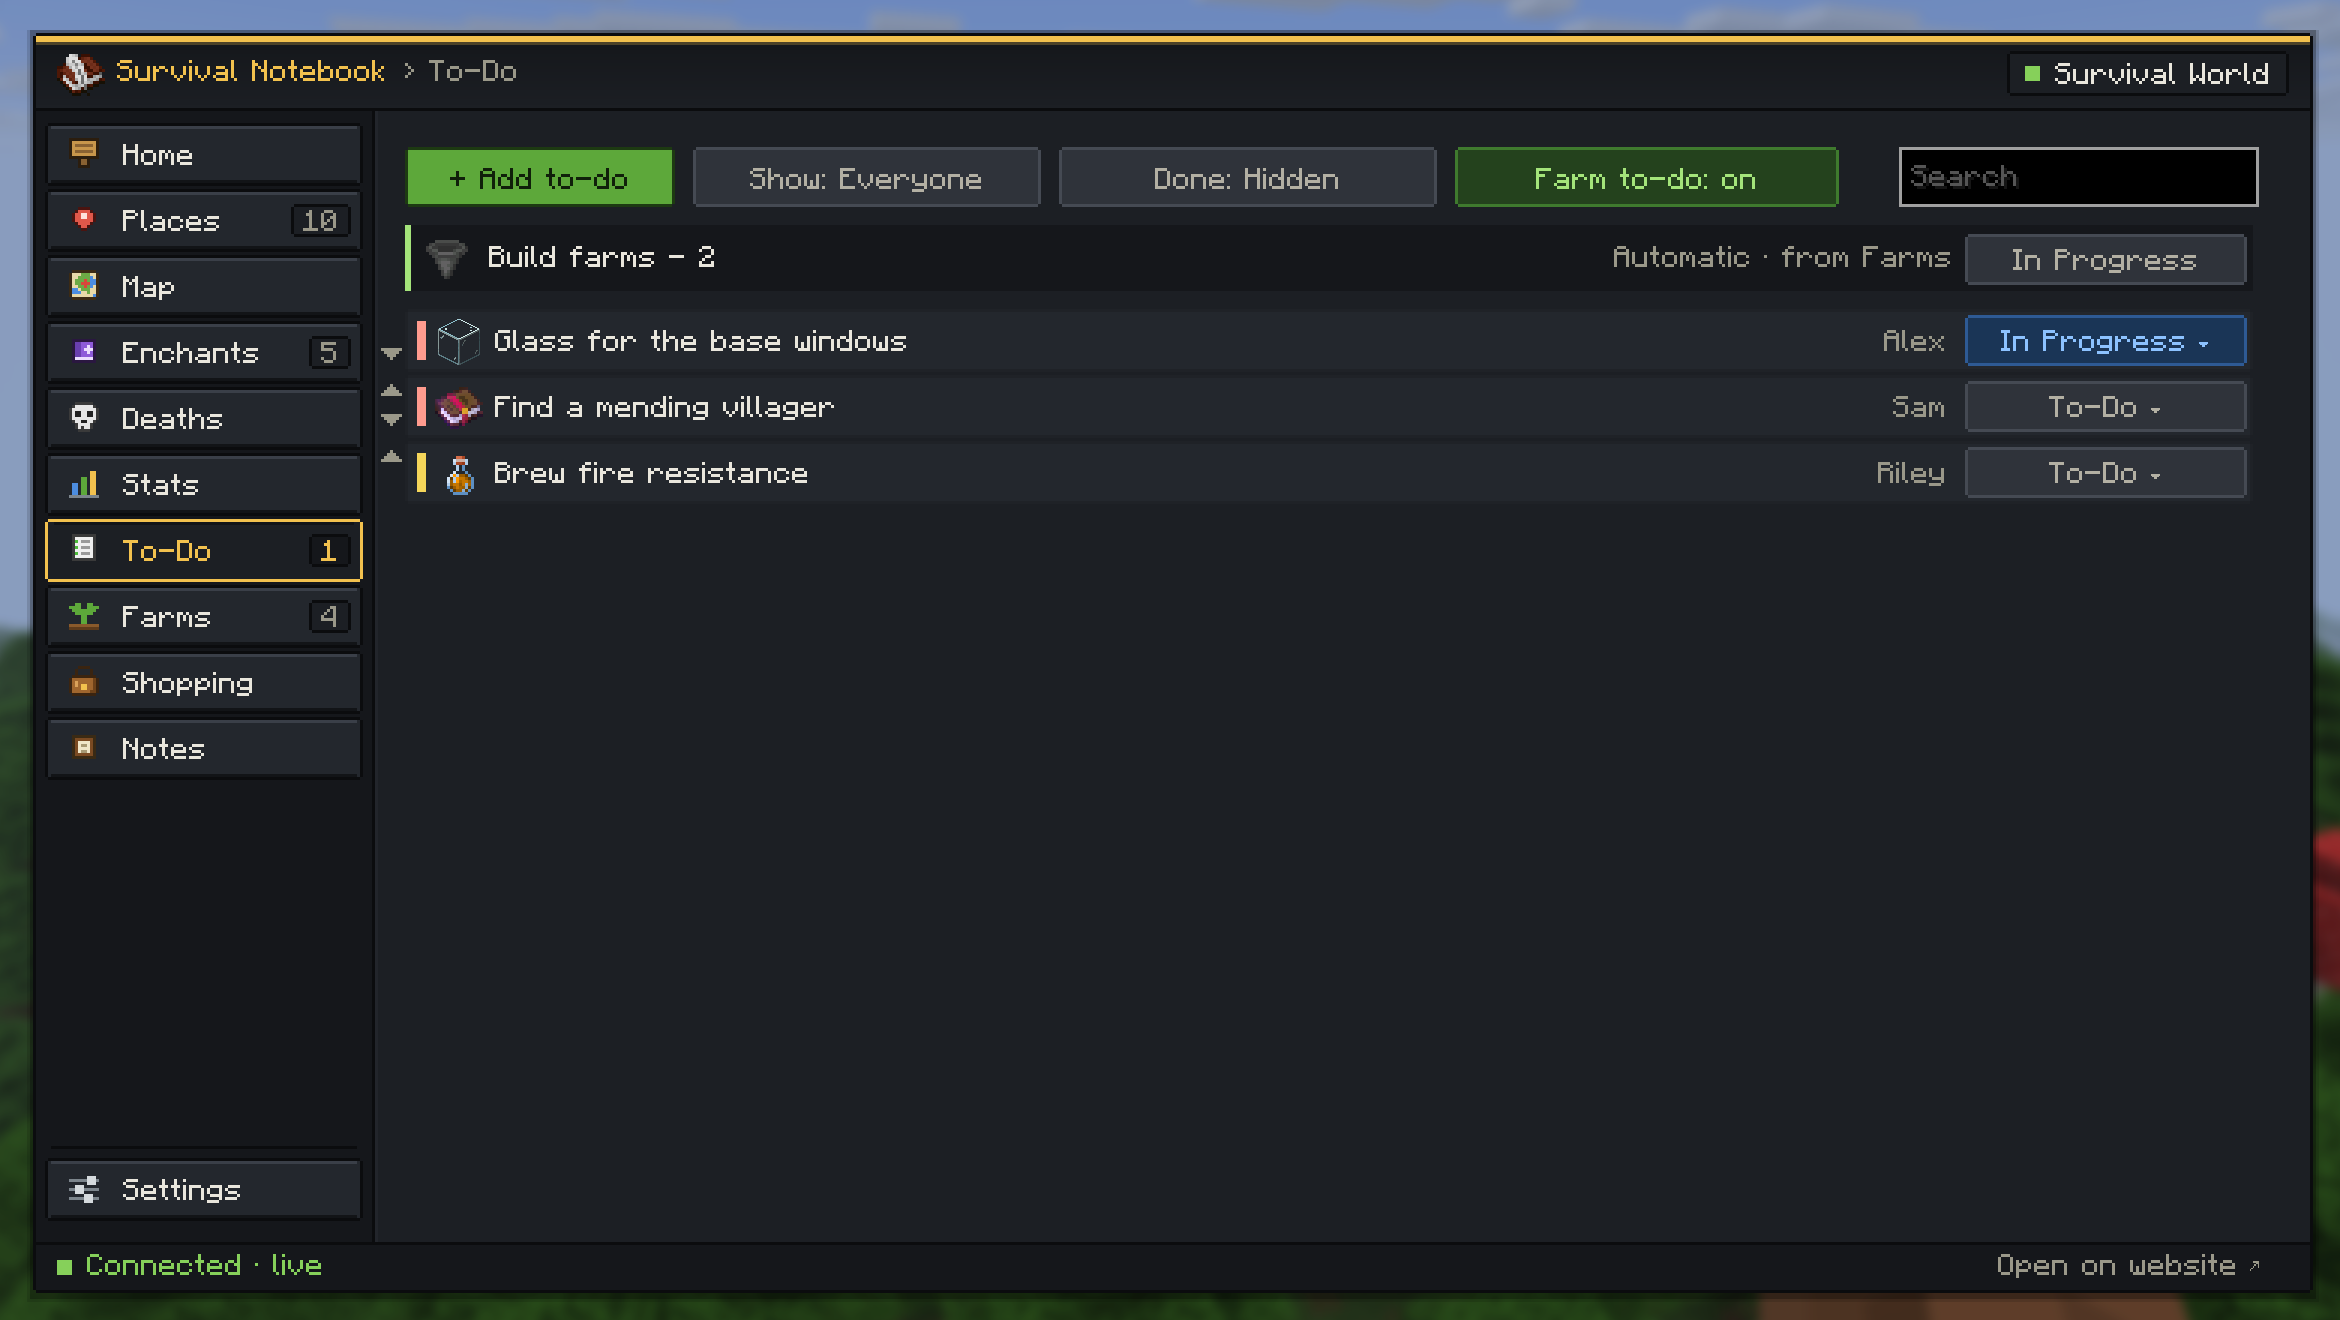 Survival Notebook > To-Do
Survival World
Home
Places 10
Map
Enchants 5
Deaths
Stats
To-Do 1
Farms 4
Shopping
Notes
Settings
+ Add to-do
Show: Everyone
Done: Hidden
Farm to-do: on
Search
Build farms - 2
Automatic · from Farms
In Progress
Glass for the base windows
Alex
In Progress
Find a mending villager
Sam
To-Do
Brew fire resistance
Riley
To-Do
Connected · live
Open on website ↗